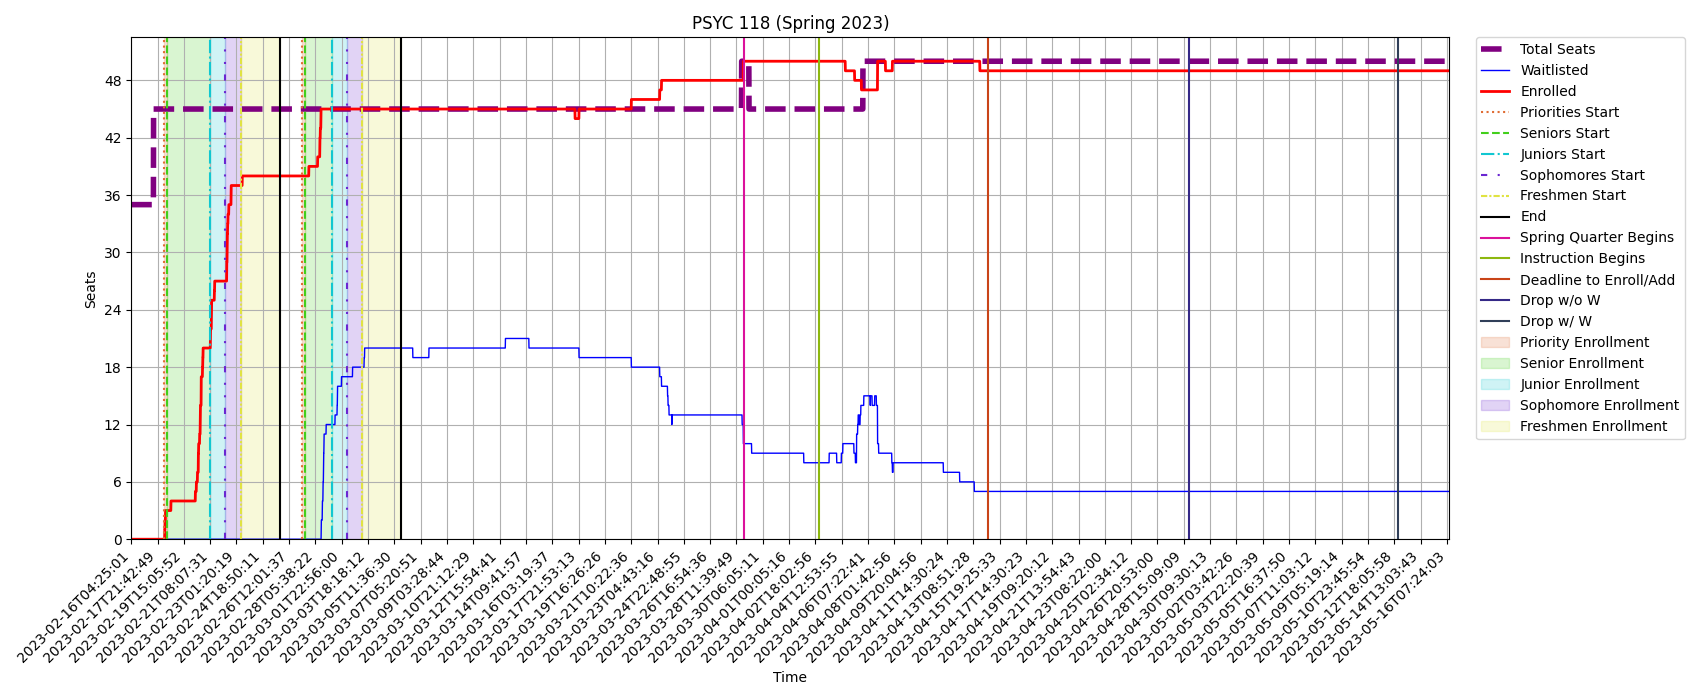 PSYC 118 (Spring 2023)
Seats
0
6
12
18
24
30
36
42
48
2023-02-16T04:25:01
2023-02-17T21:42:49
2023-02-19T15:05:52
2023-02-21T08:07:31
2023-02-23T01:20:19
2023-02-24T18:50:11
2023-02-26T12:01:37
2023-02-28T05:38:22
2023-03-01T22:56:00
2023-03-03T18:18:12
2023-03-05T11:36:30
2023-03-07T05:20:51
2023-03-09T03:28:44
2023-03-10T21:12:29
2023-03-12T15:54:41
2023-03-14T09:41:57
2023-03-16T03:19:37
2023-03-17T21:53:13
2023-03-19T16:26:26
2023-03-21T10:22:36
2023-03-23T04:43:16
2023-03-24T22:48:55
2023-03-26T16:54:36
2023-03-28T11:39:49
2023-03-30T06:05:11
2023-04-01T00:05:16
2023-04-02T18:02:56
2023-04-04T12:53:55
2023-04-06T07:22:41
2023-04-08T01:42:56
2023-04-09T20:04:56
2023-04-11T14:30:24
2023-04-13T08:51:28
2023-04-15T19:25:33
2023-04-17T14:30:23
2023-04-19T09:20:12
2023-04-21T13:54:43
2023-04-23T08:22:00
2023-04-25T02:34:12
2023-04-26T20:53:00
2023-04-28T15:09:09
2023-04-30T09:30:13
2023-05-02T03:42:26
2023-05-03T22:20:39
2023-05-05T16:37:50
2023-05-07T11:03:12
2023-05-09T05:19:14
2023-05-10T23:45:54
2023-05-12T18:05:58
2023-05-14T13:03:43
2023-05-16T07:24:03
Time
Total Seats
Waitlisted
Enrolled
Priorities Start
Seniors Start
Juniors Start
Sophomores Start
Freshmen Start
End
Spring Quarter Begins
Instruction Begins
Deadline to Enroll/Add
Drop w/o W
Drop w/ W
Priority Enrollment
Senior Enrollment
Junior Enrollment
Sophomore Enrollment
Freshmen Enrollment